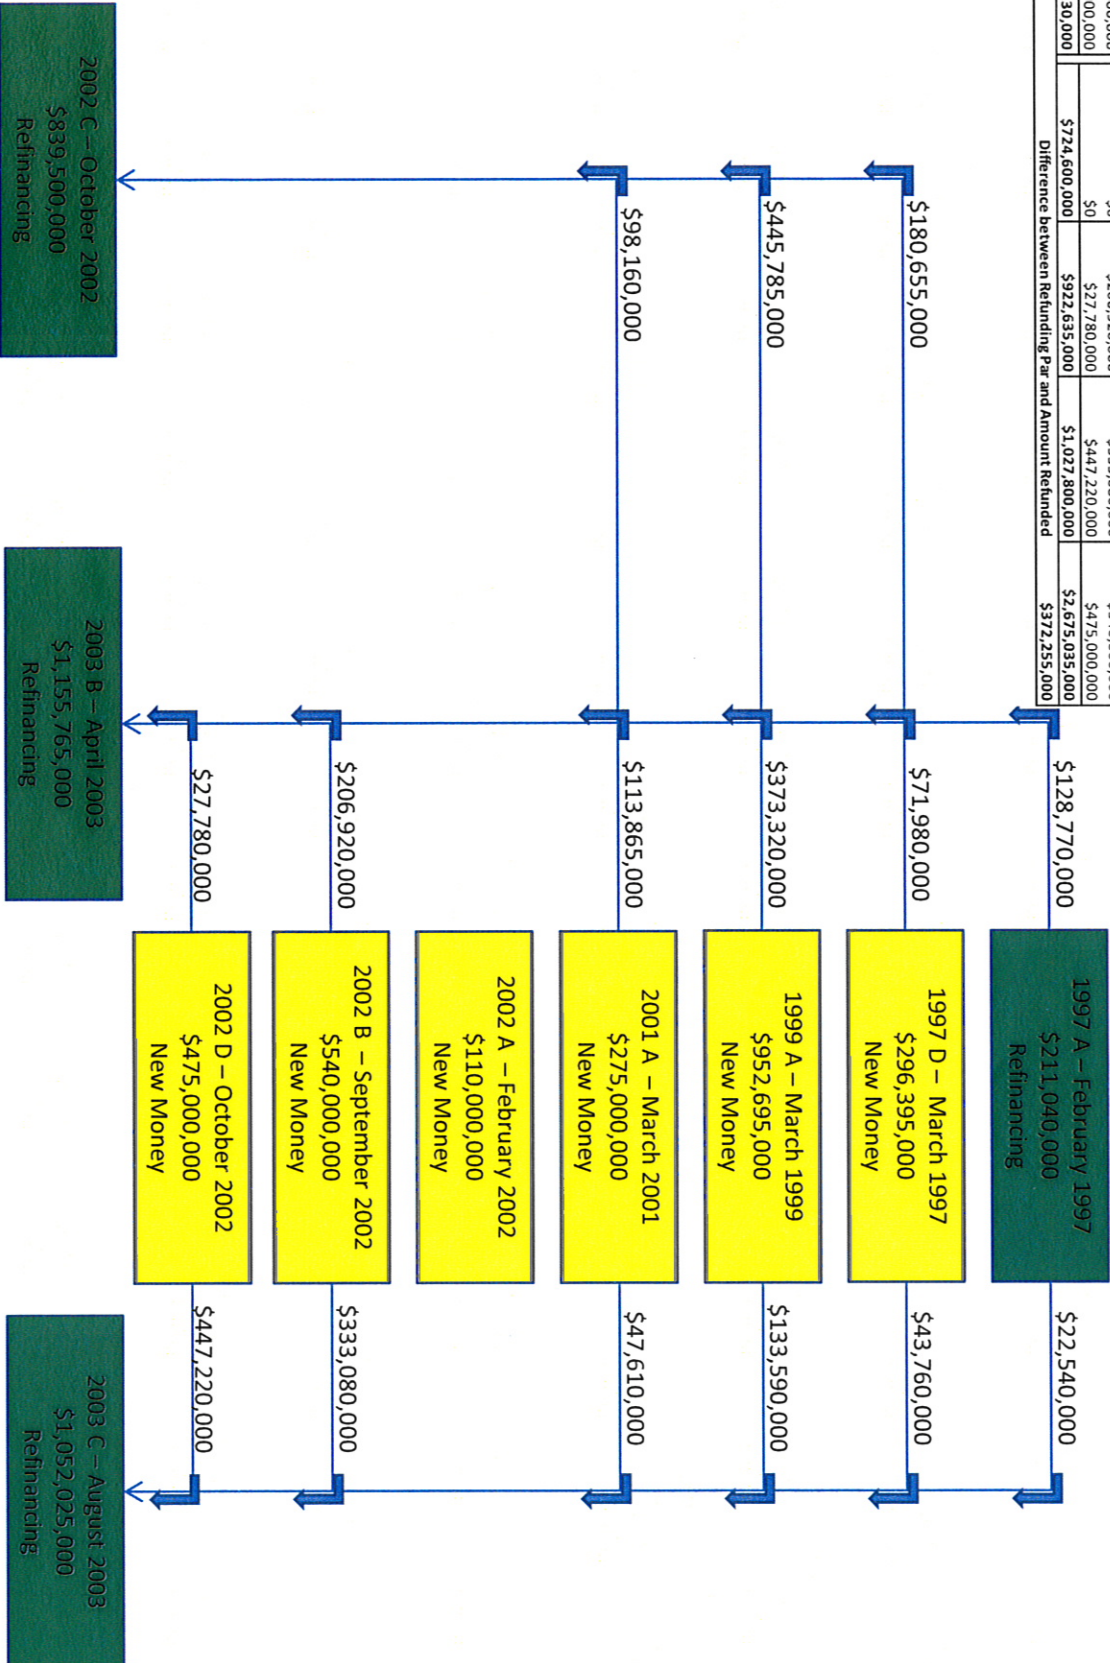 00,000 $0 $27,780,000 $447,220,000 $475,000,000
30,000 $724,600,000 $922,635,000 $1,027,800,000 $2,675,035,000
Difference between Refunding Par and Amount Refunded $372,255,000
$128,770,000
1997 A – February 1997
$211,040,000
Refinancing
$22,540,000
$180,655,000
$71,980,000
1997 D – March 1997
$296,395,000
New Money
$43,760,000
$445,785,000
$373,320,000
1999 A – March 1999
$952,695,000
New Money
$133,590,000
$98,160,000
$113,865,000
2001 A – March 2001
$275,000,000
New Money
$47,610,000
2002 A – February 2002
$110,000,000
New Money
$206,920,000
2002 B – September 2002
$540,000,000
New Money
$333,080,000
$27,780,000
2002 D – October 2002
$475,000,000
New Money
$447,220,000
2002 C – October 2002
$839,500,000
Refinancing
2003 B – April 2003
$1,155,765,000
Refinancing
2003 C – August 2003
$1,052,025,000
Refinancing